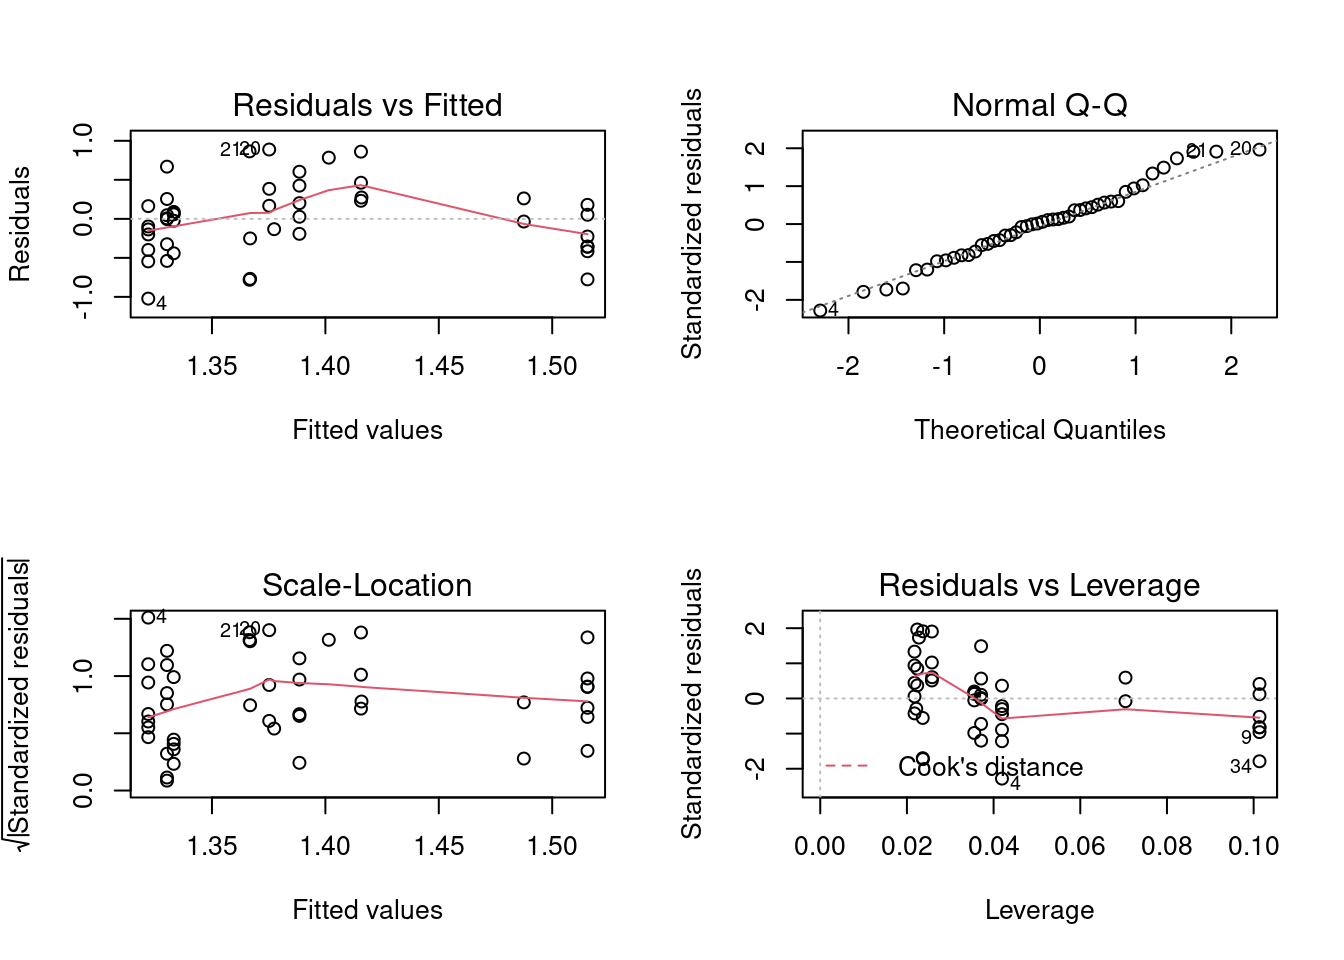 Residuals vs Fitted
Residuals
1.0
0.0
-1.0
21
20
4
1.35 1.40 1.45 1.50
Fitted values
Normal Q-Q
Standardized residuals
2
1
0
-2
21
20
4
-2 -1 0 1 2
Theoretical Quantiles
Scale-Location
√|Standardized residuals|
1.0
0.0
4
21
20
1.35 1.40 1.45 1.50
Fitted values
Residuals vs Leverage
Standardized residuals
2
0
-2
9
34
4
Cook's distance
0.00 0.02 0.04 0.06 0.08 0.10
Leverage